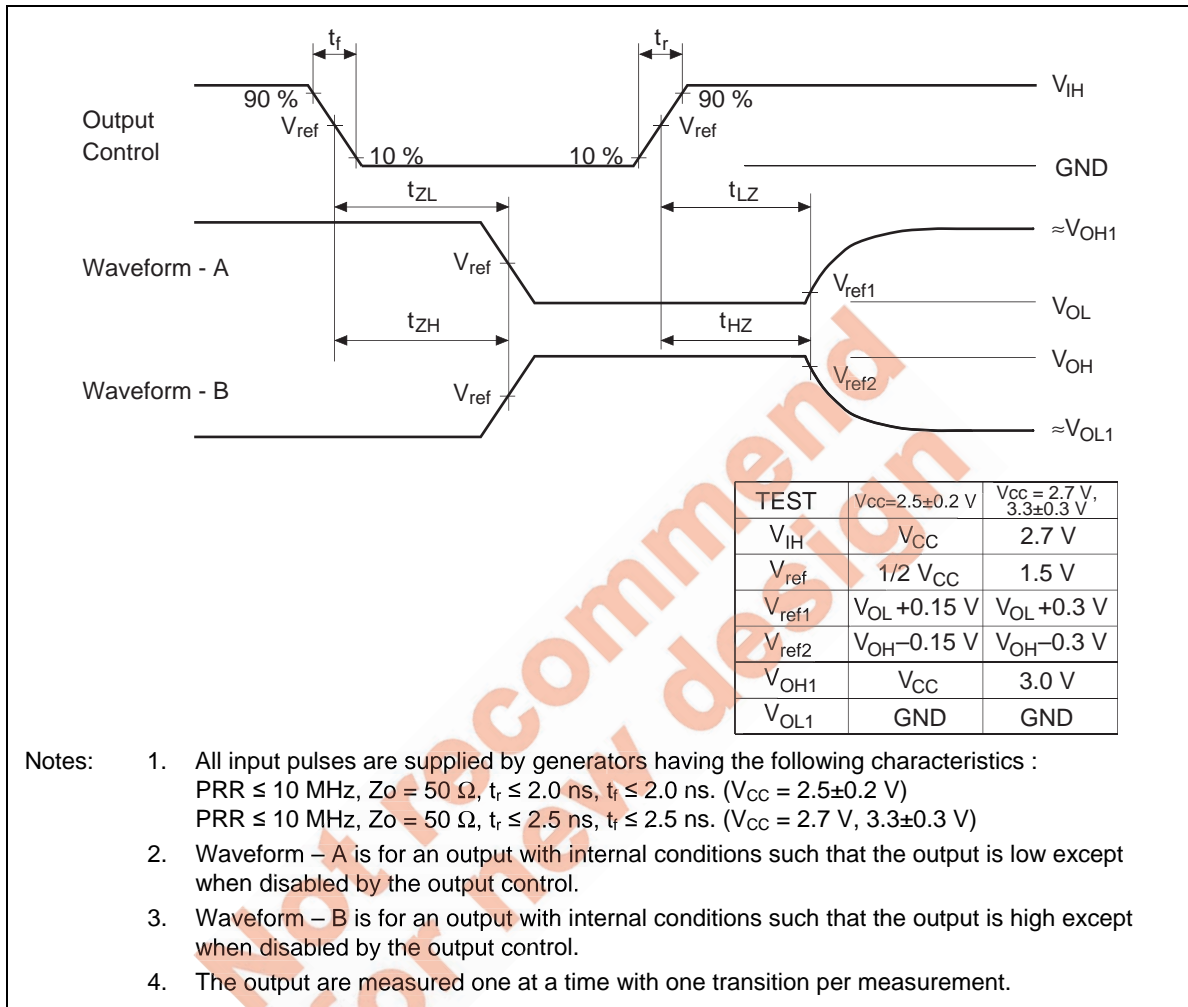 tf
tr
90 %
90 %
VIH
Output
Control
Vref
Vref
10 %
10 %
GND
tZL
tLZ
≈VOH1
Waveform - A
Vref
Vref1
VOL
tZH
tHZ
VOH
Waveform - B
Vref
Vref2
≈VOL1
TEST Vcc=2.5±0.2 V Vcc = 2.7 V, 3.3±0.3 V
VIH VCC 2.7 V
Vref 1/2 VCC 1.5 V
Vref1 VOL +0.15 V VOL +0.3 V
Vref2 VOH–0.15 V VOH–0.3 V
VOH1 VCC 3.0 V
VOL1 GND GND
Notes: 1. All input pulses are supplied by generators having the following characteristics :
PRR ≤ 10 MHz, Zo = 50 Ω, tr ≤ 2.0 ns, tf ≤ 2.0 ns. (VCC = 2.5±0.2 V)
PRR ≤ 10 MHz, Zo = 50 Ω, tr ≤ 2.5 ns, tf ≤ 2.5 ns. (VCC = 2.7 V, 3.3±0.3 V)
2. Waveform – A is for an output with internal conditions such that the output is low except
when disabled by the output control.
3. Waveform – B is for an output with internal conditions such that the output is high except
when disabled by the output control.
4. The output are measured one at a time with one transition per measurement.
Not recommend
for new design